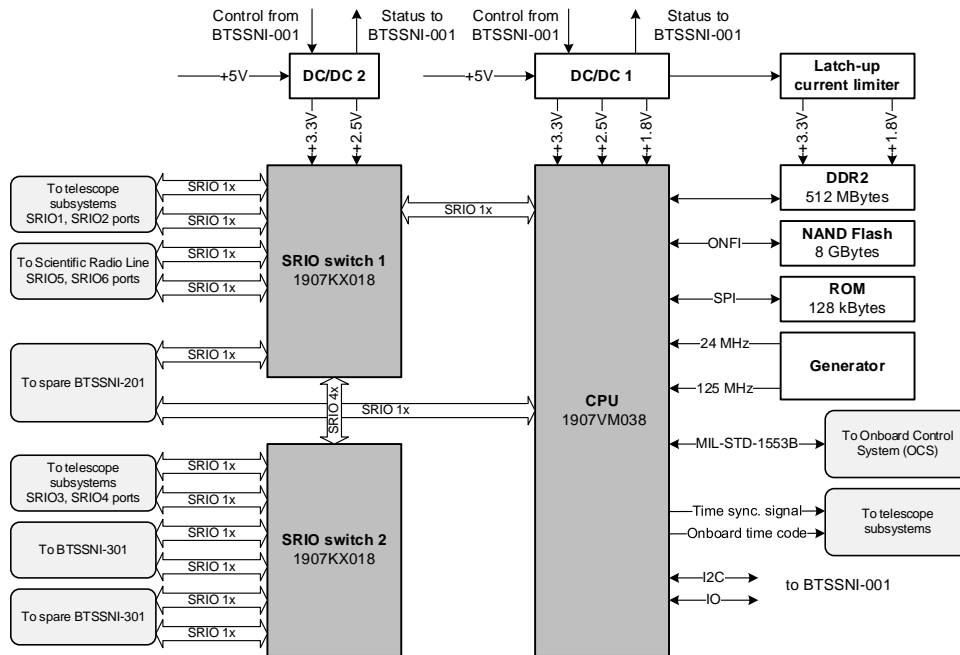 Control from
BTSSNI-001
Status to
BTSSNI-001
Control from
BTSSNI-001
Status to
BTSSNI-001
+5V
DC/DC 2
+5V
DC/DC 1
Latch-up
current limiter
+3.3V
+2.5V
+3.3V
+2.5V
+1.8V
+3.3V
+1.8V
To telescope
subsystems
SRIO1, SRIO2 ports
SRIO 1x
SRIO 1x
To Scientific Radio Line
SRIO5, SRIO6 ports
SRIO 1x
SRIO 1x
SRIO switch 1
1907KX018
SRIO 1x
To spare BTSSNI-201
SRIO 1x
SRIO 1x
SRIO 4x
CPU
1907VM038
DDR2
512 MBytes
ONFI
NAND Flash
8 GBytes
SPI
ROM
128 kBytes
24 MHz
Generator
125 MHz
MIL-STD-1553B
To Onboard Control
System (OCS)
Time sync. signal
Onboard time code
To telescope
subsystems
I2C
IO
to BTSSNI-001
To telescope
subsystems
SRIO3, SRIO4 ports
SRIO 1x
SRIO 1x
To BTSSNI-301
SRIO 1x
SRIO 1x
To spare BTSSNI-301
SRIO 1x
SRIO 1x
SRIO switch 2
1907KX018